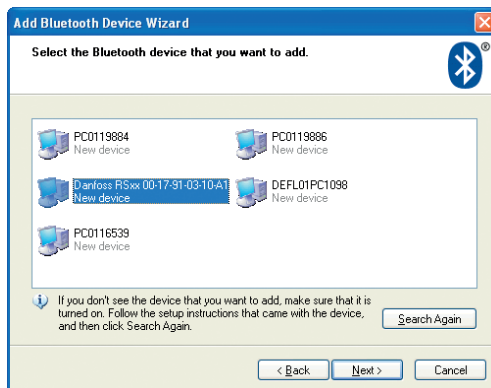 Add Bluetooth Device Wizard
Select the Bluetooth device that you want to add.
®
PC0119884
New device
PC0119886
New device
Danfoss RSxx 00-17-91-03-10-A1
New device
DEFL01PC1098
New device
PC0116539
New device
If you don't see the device that you want to add, make sure that it is
turned on. Follow the setup instructions that came with the device,
and then click Search Again.
Search Again
< Back
Next >
Cancel